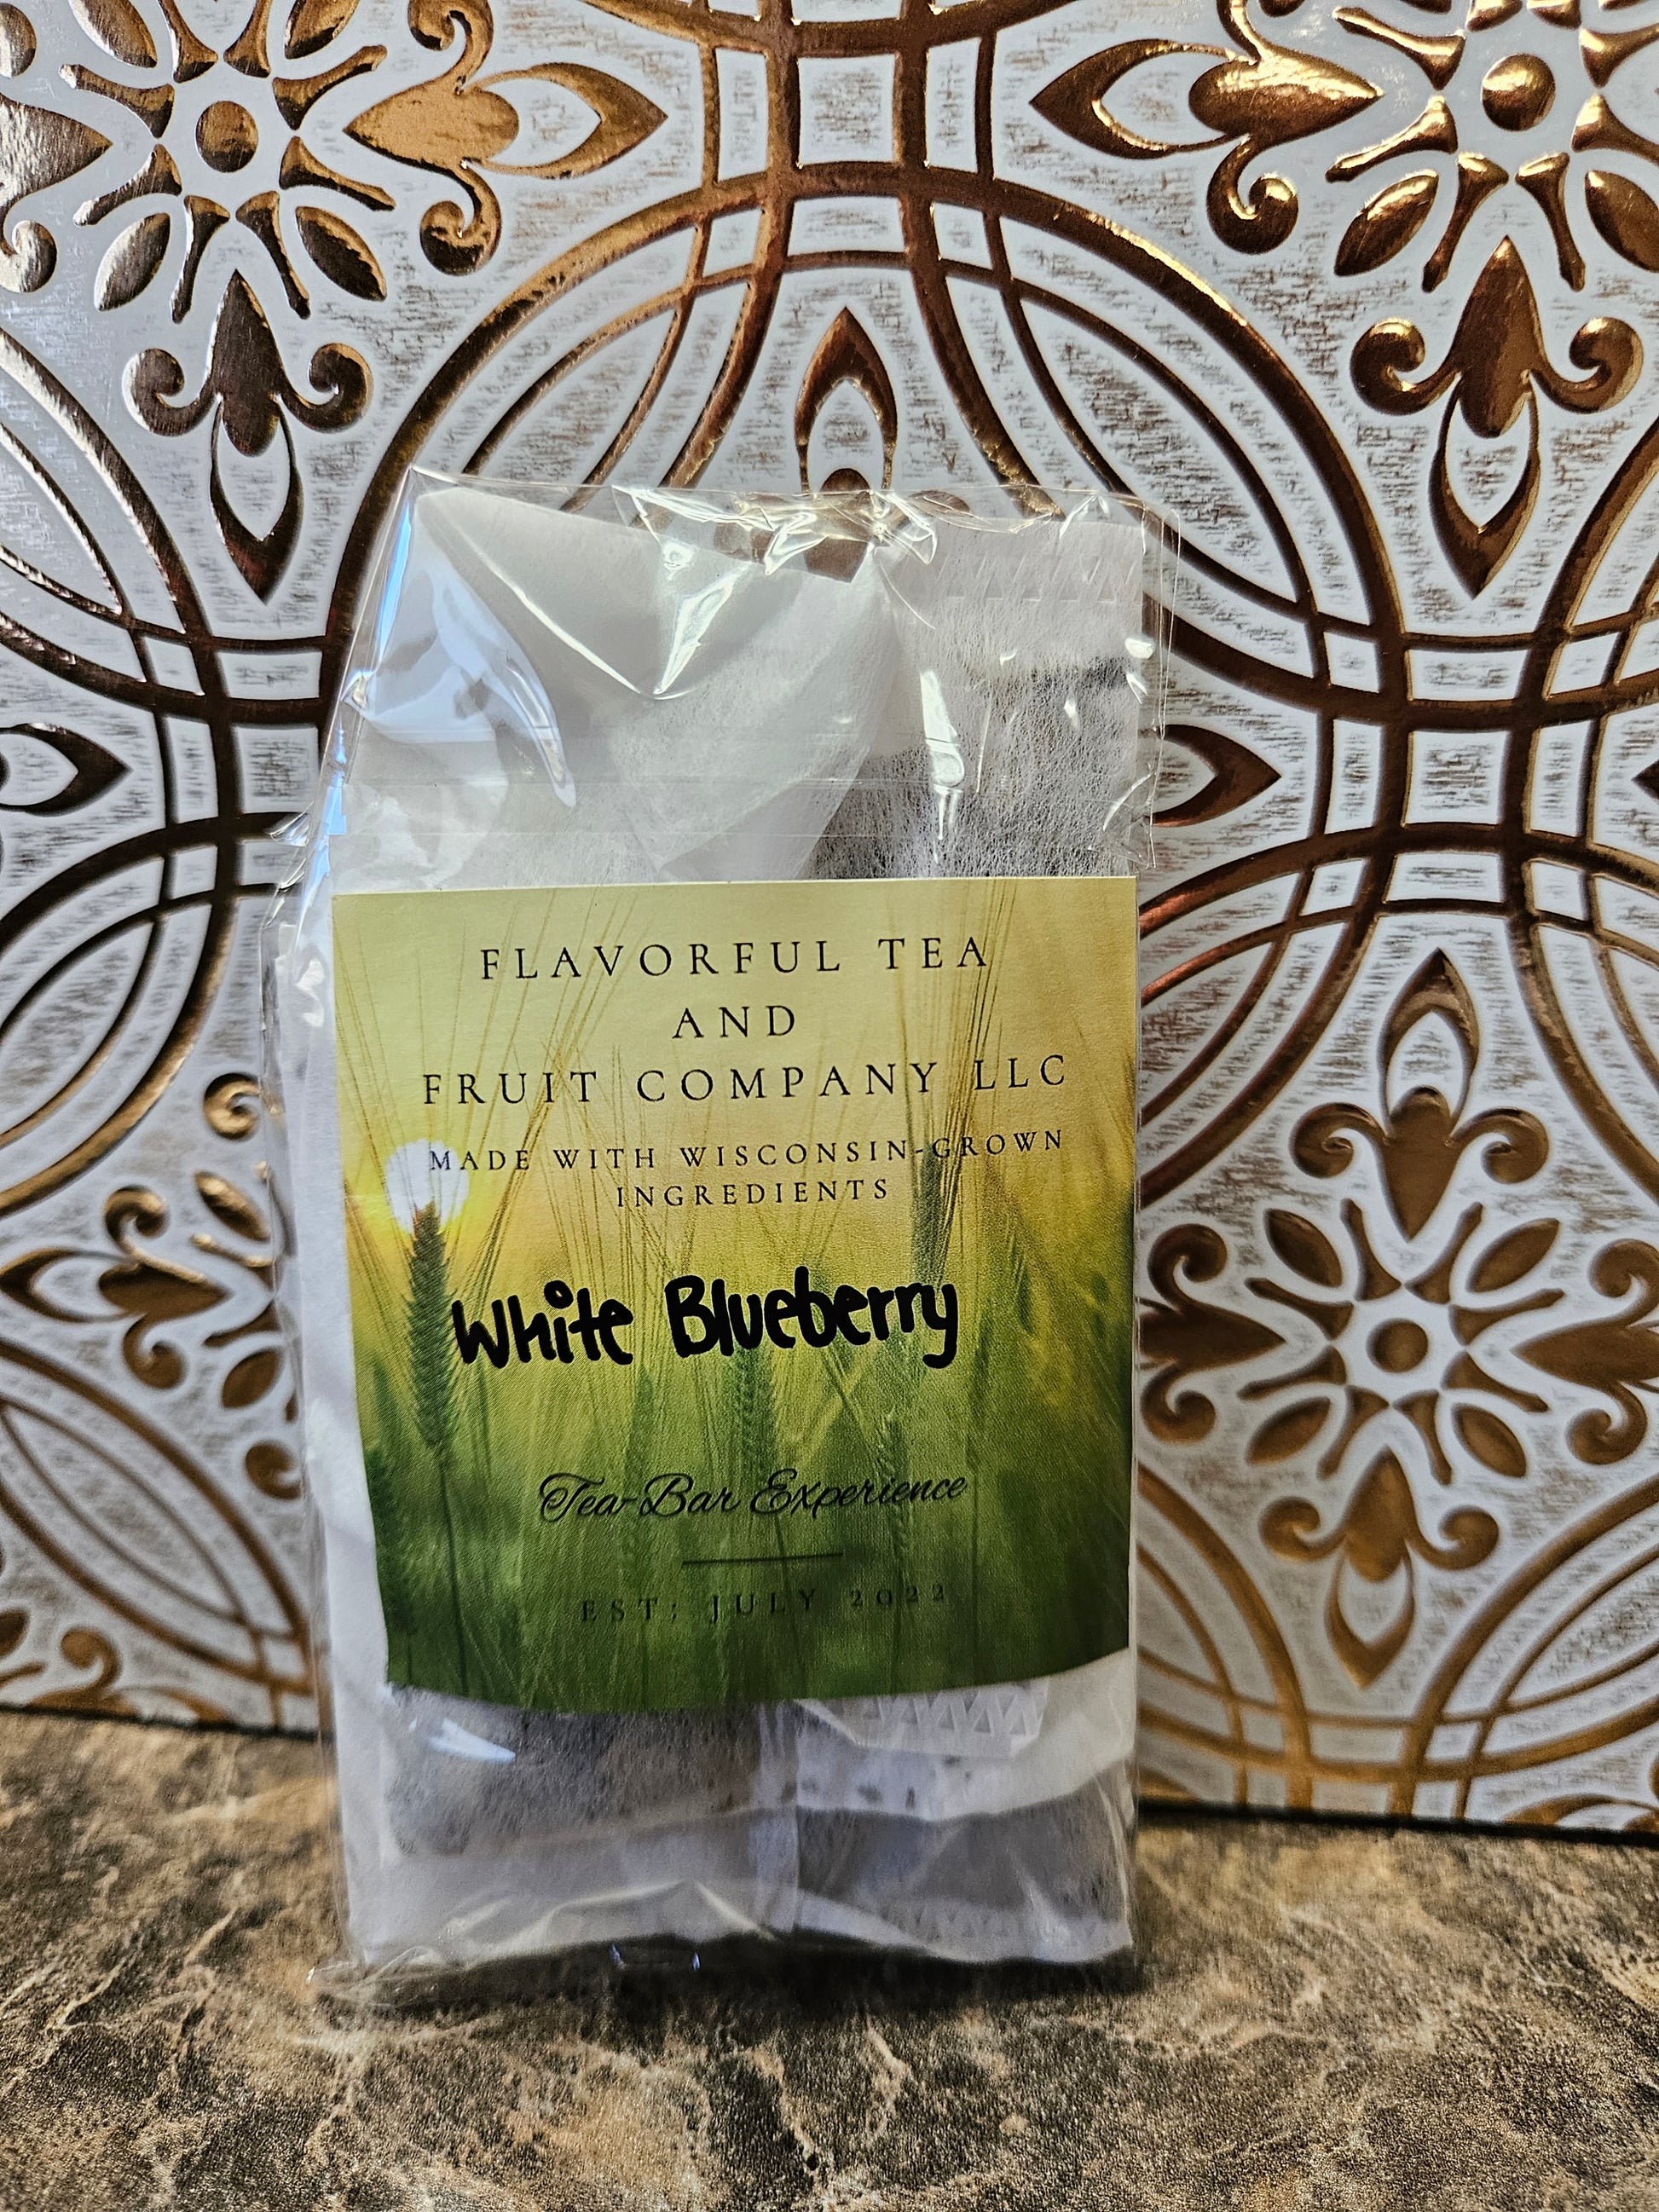 FLAVORFUL TEA
AND
FRUIT COMPANY LLC
MADE WITH WISCONSIN-GROWN
INGREDIENTS
White Blueberry
Tea-Bar Experience
EST: JULY 2022